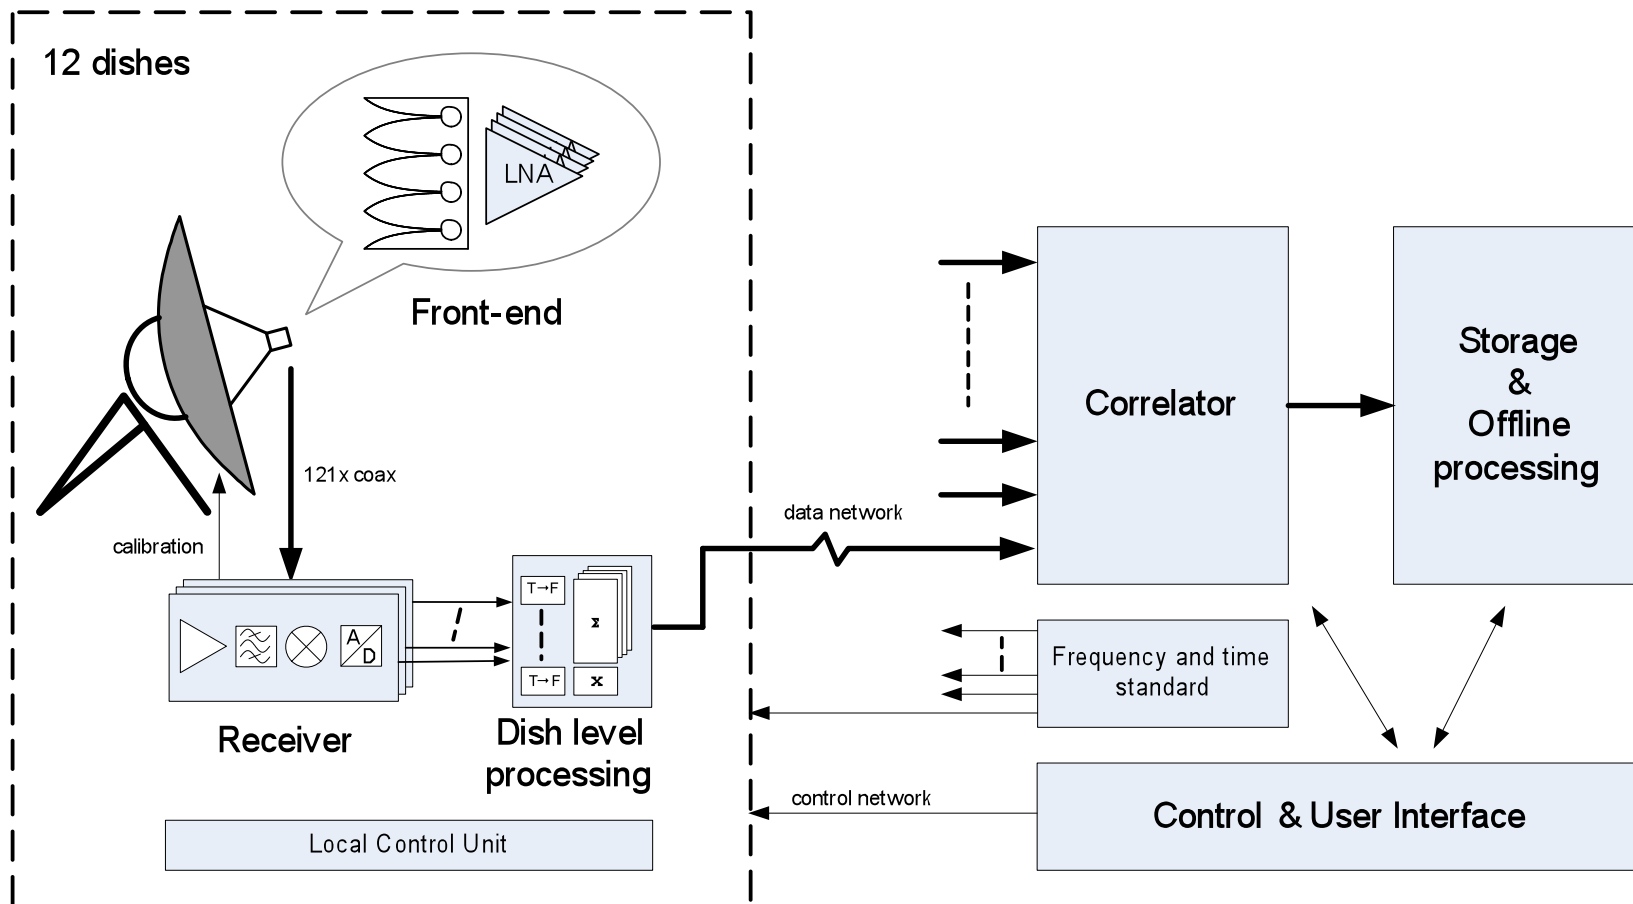 12 dishes
LNA
Front-end
121x coax
calibration
A
D
Receiver
T→F
Σ
T→F
X
Dish level
processing
Local Control Unit
data network
Correlator
Storage
&
Offline
processing
Frequency and time
standard
control network
Control & User Interface